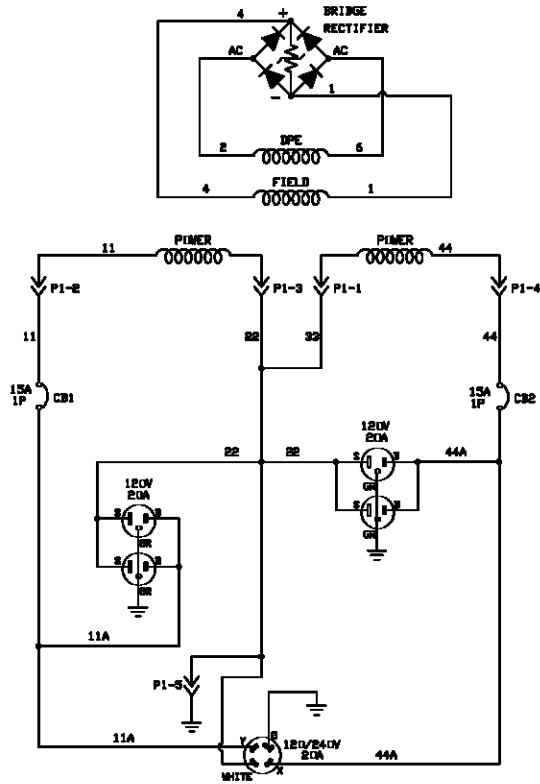 4
+
BRIDGE
RECTIFIER
AC
AC
-
1
2
DPE
6
4
FIELD
1
11
POWER
POWER
44
P1-2
P1-3
P1-1
P1-4
11
22
33
44
15A
1P
CB1
15A
1P
CB2
120V
20A
22
22
S
B
44A
GR
120V
20A
S
B
S
B
GR
GR
S
B
GR
11A
P1-5
11A
Y
G
120/240V
20A
44A
WHITE
X